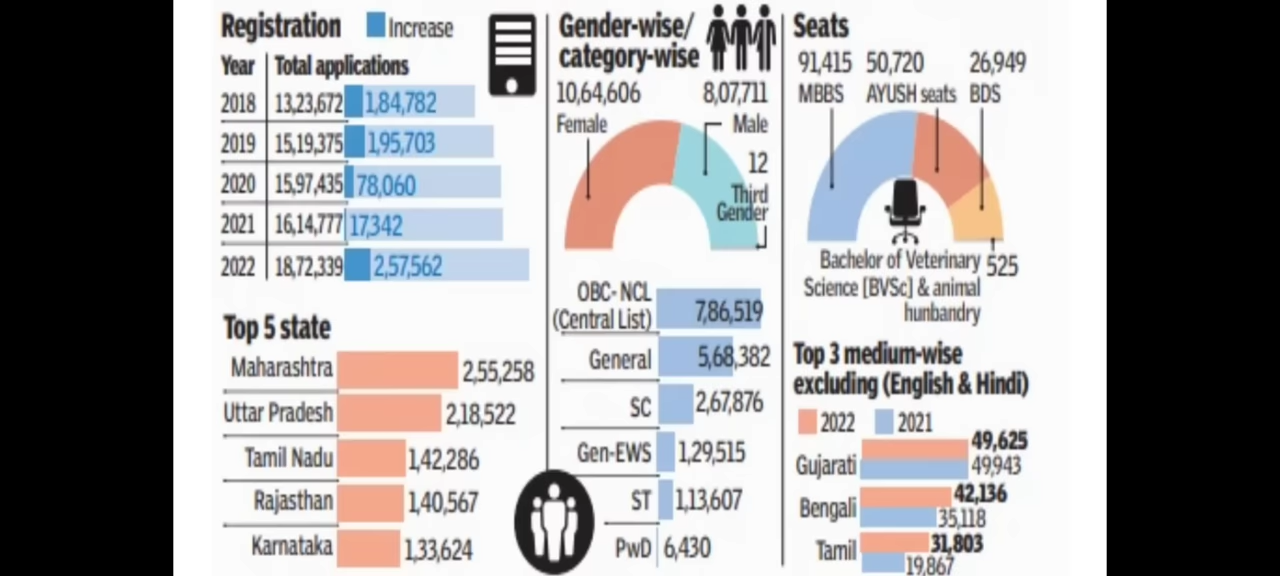 Registration
Increase
Year Total applications
2018 13,23,672 1,84,782
2019 15,19,375 1,95,703
2020 15,97,435 78,060
2021 16,14,777 17,342
2022 18,72,339 2,57,562
Top 5 state
Maharashtra 2,55,258
Uttar Pradesh 2,18,522
Tamil Nadu 1,42,286
Rajasthan 1,40,567
Karnataka 1,33,624
Gender-wise/
category-wise
10,64,606 8,07,711
Female Male
12
Third
Gender
OBC- NCL
(Central List) 7,86,519
General 5,68,382
SC 2,67,876
Gen-EWS 1,29,515
ST 1,13,607
PwD 6,430
Seats
91,415 50,720 26,949
MBBS AYUSH seats BDS
Bachelor of Veterinary 525
Science [BVSc] & animal
hunbandry
Top 3 medium-wise
excluding (English & Hindi)
2022 2021
Gujarati 49,625
49,943
Bengali 42,136
35,118
Tamil 31,803
19,867